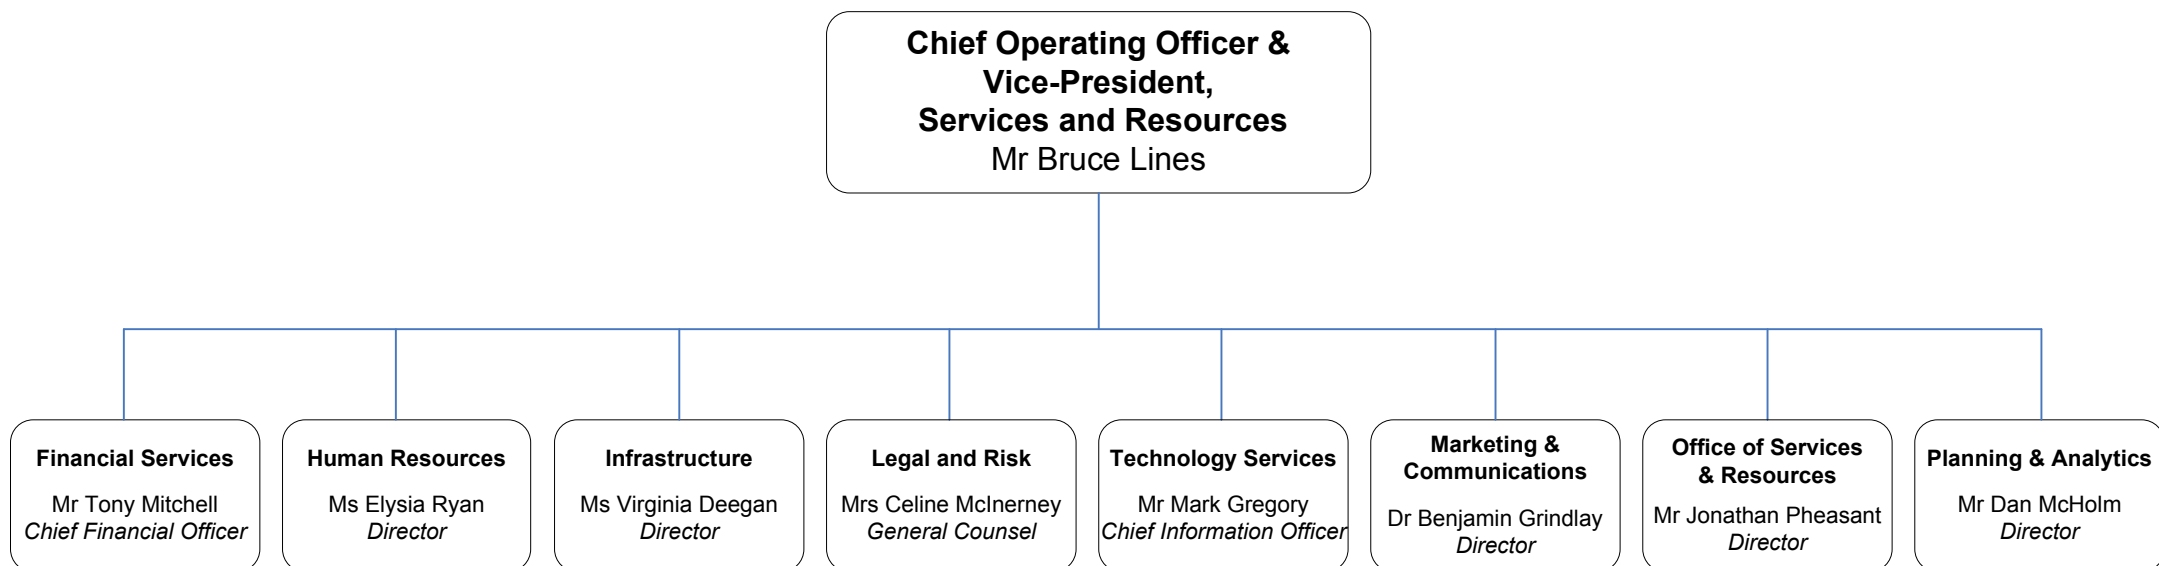 Chief Operating Officer &
Vice-President,
Services and Resources
Mr Bruce Lines
Financial Services
Mr Tony Mitchell
Chief Financial Officer
Human Resources
Ms Elysia Ryan
Director
Infrastructure
Ms Virginia Deegan
Director
Legal and Risk
Mrs Celine McInerney
General Counsel
Technology Services
Mr Mark Gregory
Chief Information Officer
Marketing &
Communications
Dr Benjamin Grindlay
Director
Office of Services
& Resources
Mr Jonathan Pheasant
Director
Planning & Analytics
Mr Dan McHolm
Director